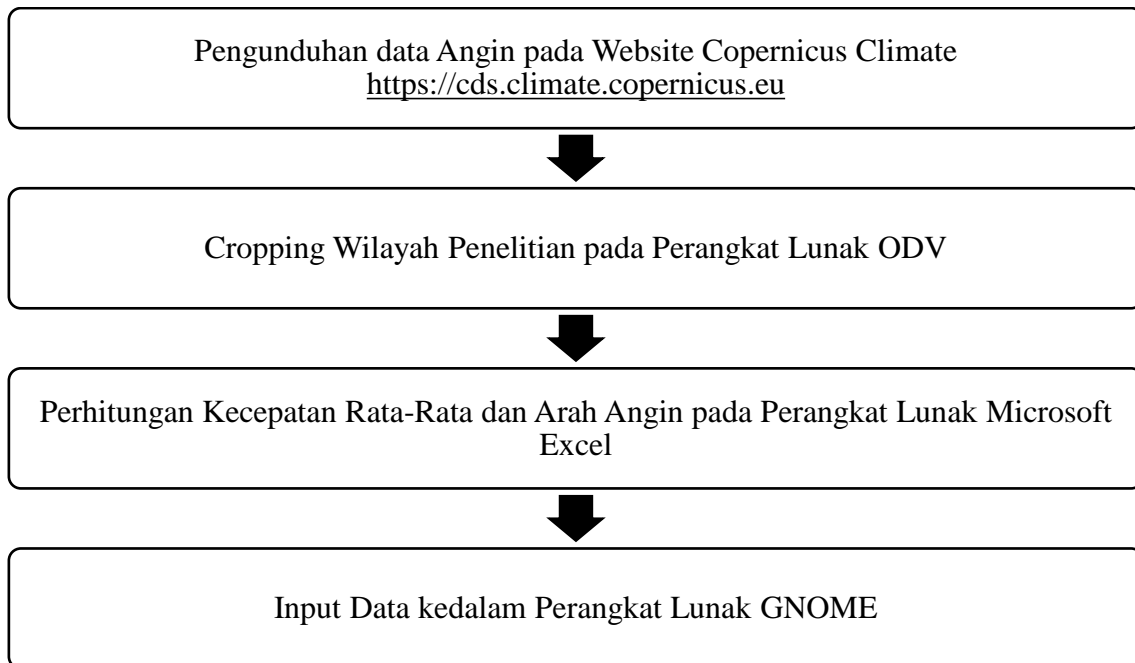 Pengunduhan data Angin pada Website Copernicus Climate
https://cds.climate.copernicus.eu
Cropping Wilayah Penelitian pada Perangkat Lunak ODV
Perhitungan Kecepatan Rata-Rata dan Arah Angin pada Perangkat Lunak Microsoft
Excel
Input Data kedalam Perangkat Lunak GNOME